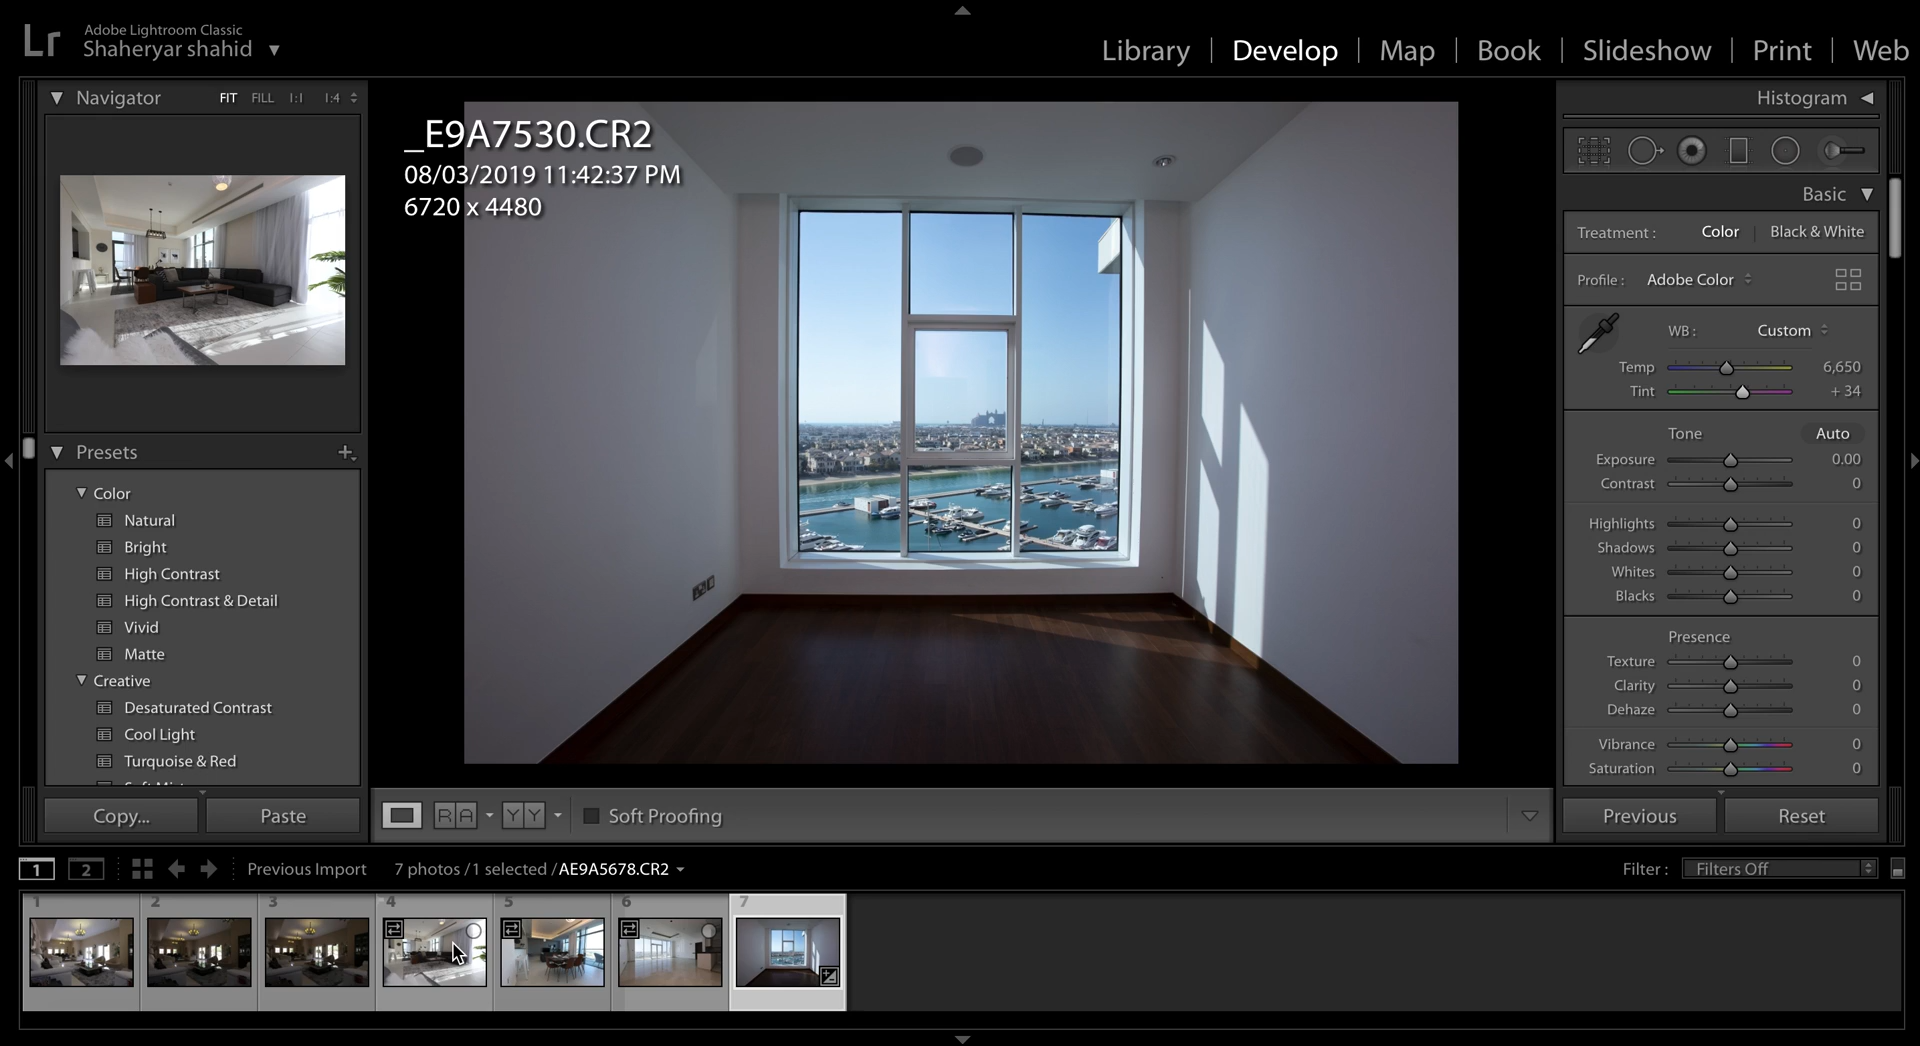 Lr
Adobe Lightroom Classic
Shaheryar shahid
Library
Develop
Map
Book
Slideshow
Print
Web
Navigator
FIT FILL 1:1 1:4
Presets
Color
Natural
Bright
High Contrast
High Contrast & Detail
Vivid
Matte
Creative
Desaturated Contrast
Cool Light
Turquoise & Red
Copy...
Paste
_E9A7530.CR2
08/03/2019 11:42:37 PM
6720 x 4480
R A
Y Y
Soft Proofing
Histogram
Basic
Treatment : Color Black & White
Profile : Adobe Color
WB : Custom
Temp 6,650
Tint + 34
Tone Auto
Exposure 0.00
Contrast 0
Highlights 0
Shadows 0
Whites 0
Blacks 0
Presence
Texture 0
Clarity 0
Dehaze 0
Vibrance 0
Saturation 0
Previous
Reset
1 2 Previous Import 7 photos /1 selected /AE9A5678.CR2
Filter : Filters Off
1 2 3 4 5 6 7